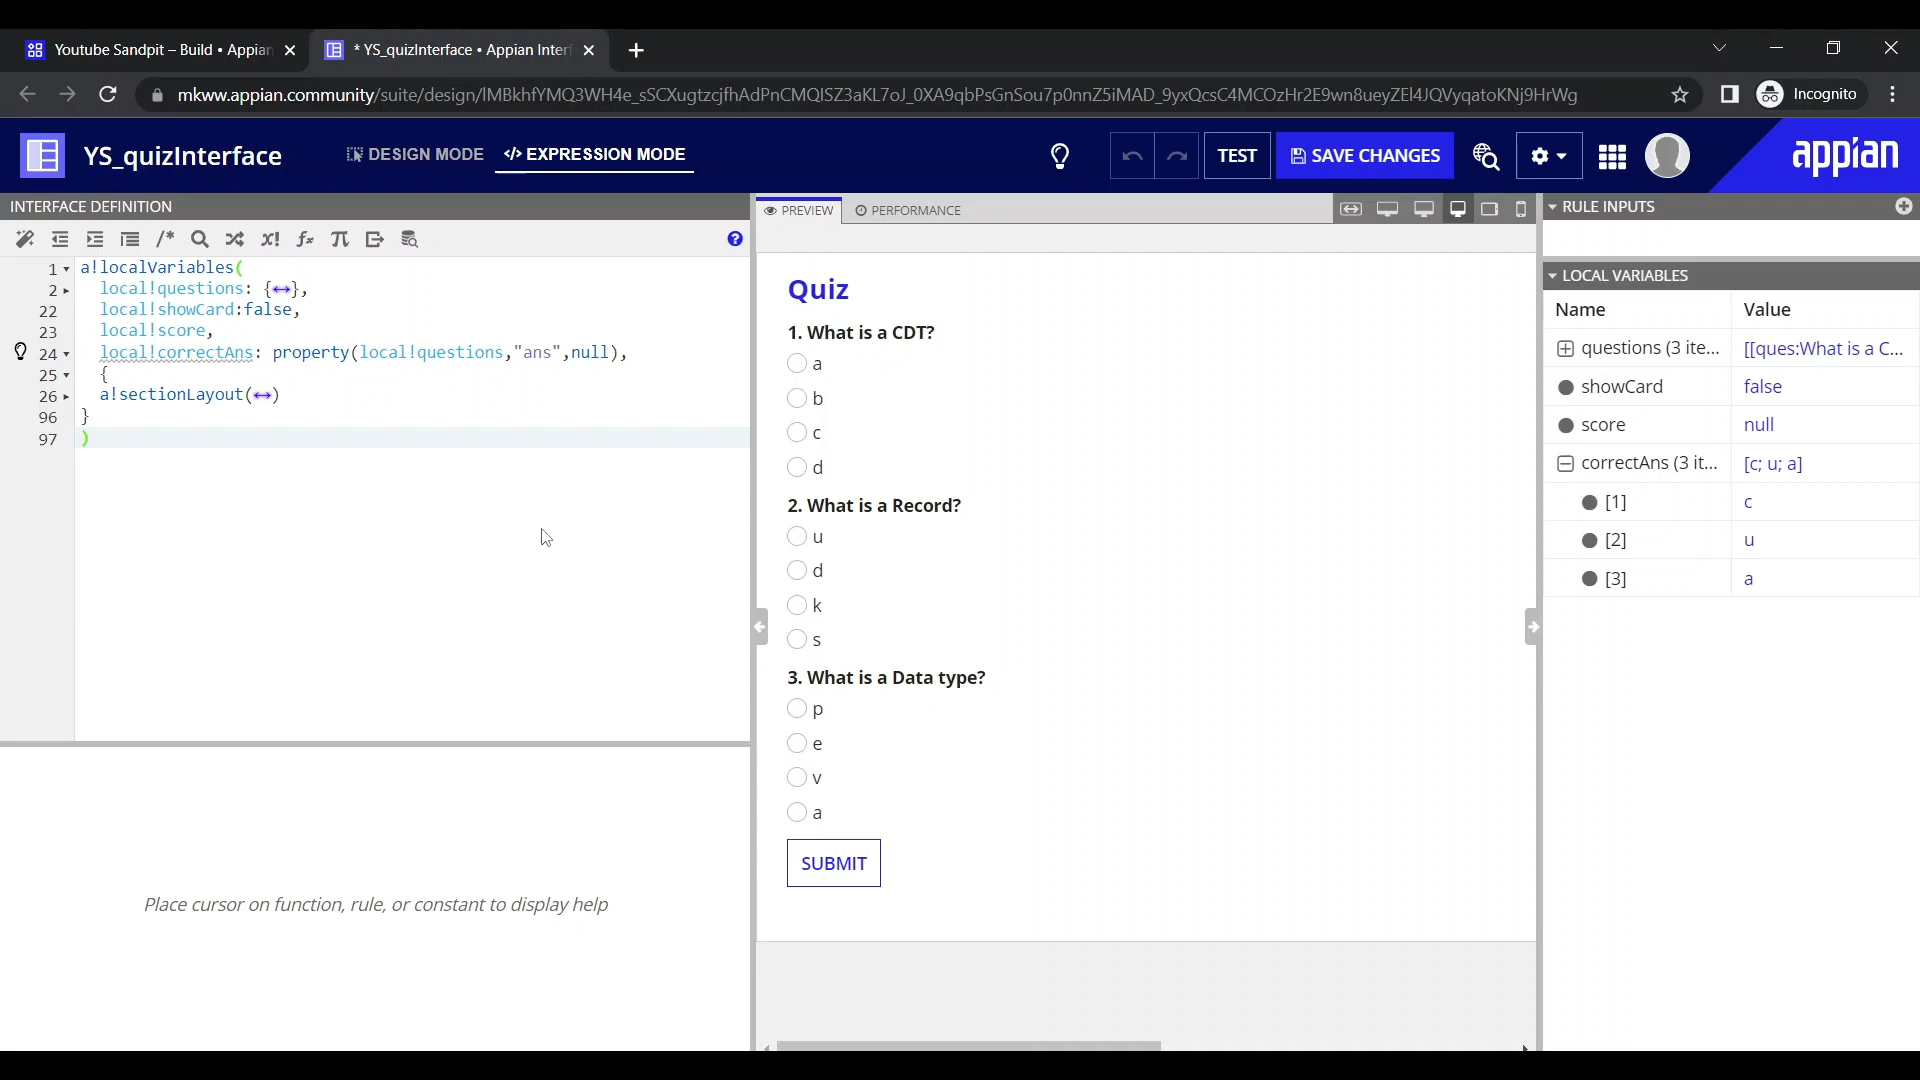 Youtube Sandpit – Build • Appian
* YS_quizInterface • Appian Inter
mkww.appian.community/suite/design/lMBkhfYMQ3WH4e_sSCXugtzcjfhAdPnCMQISZ3aKL7oJ_0XA9qbPsGnSou7p0nnZ5iMAD_9yxQcsC4MCOzHr2E9wn8ueyZEl4JQVyqatoKNj9HrWg
Incognito
YS_quizInterface
DESIGN MODE
</> EXPRESSION MODE
TEST
SAVE CHANGES
appian
INTERFACE DEFINITION
PREVIEW
PERFORMANCE
RULE INPUTS
1 a!localVariables(
2 local!questions: {↔},
22 local!showCard:false,
23 local!score,
24 local!correctAns: property(local!questions,"ans",null),
25 {
26 a!sectionLayout(↔)
96 }
97 )
Place cursor on function, rule, or constant to display help
Quiz
1. What is a CDT?
a
b
c
d
2. What is a Record?
u
d
k
s
3. What is a Data type?
p
e
v
a
SUBMIT
LOCAL VARIABLES
Name Value
questions (3 ite... [[ques:What is a C...
showCard false
score null
correctAns (3 it... [c; u; a]
[1] c
[2] u
[3] a